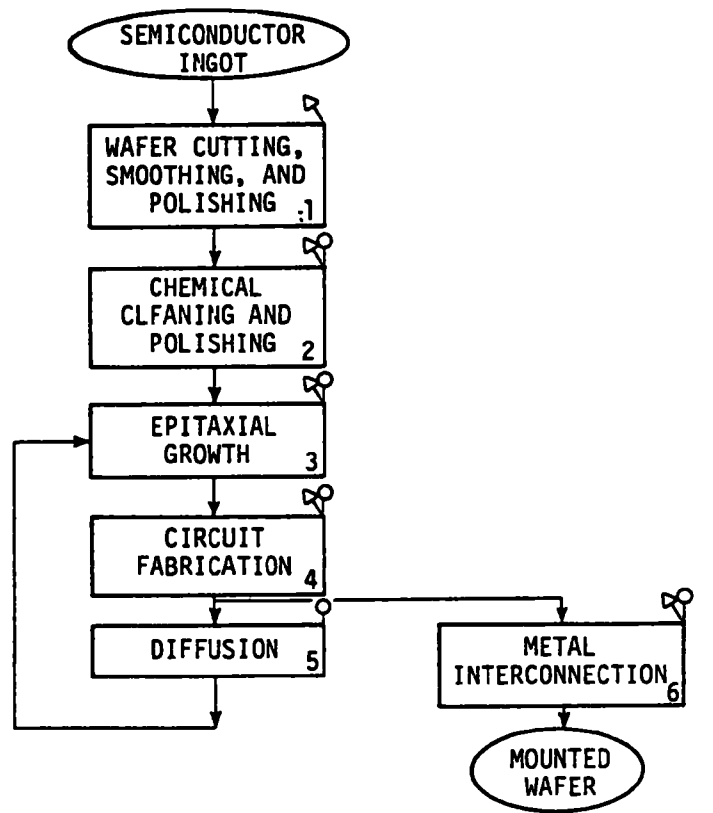 SEMICONDUCTOR
INGOT
WAFER CUTTING,
SMOOTHING, AND
POLISHING
1
CHEMICAL
CLFANING AND
POLISHING
2
EPITAXIAL
GROWTH
3
CIRCUIT
FABRICATION
4
DIFFUSION
5
METAL
INTERCONNECTION
6
MOUNTED
WAFER